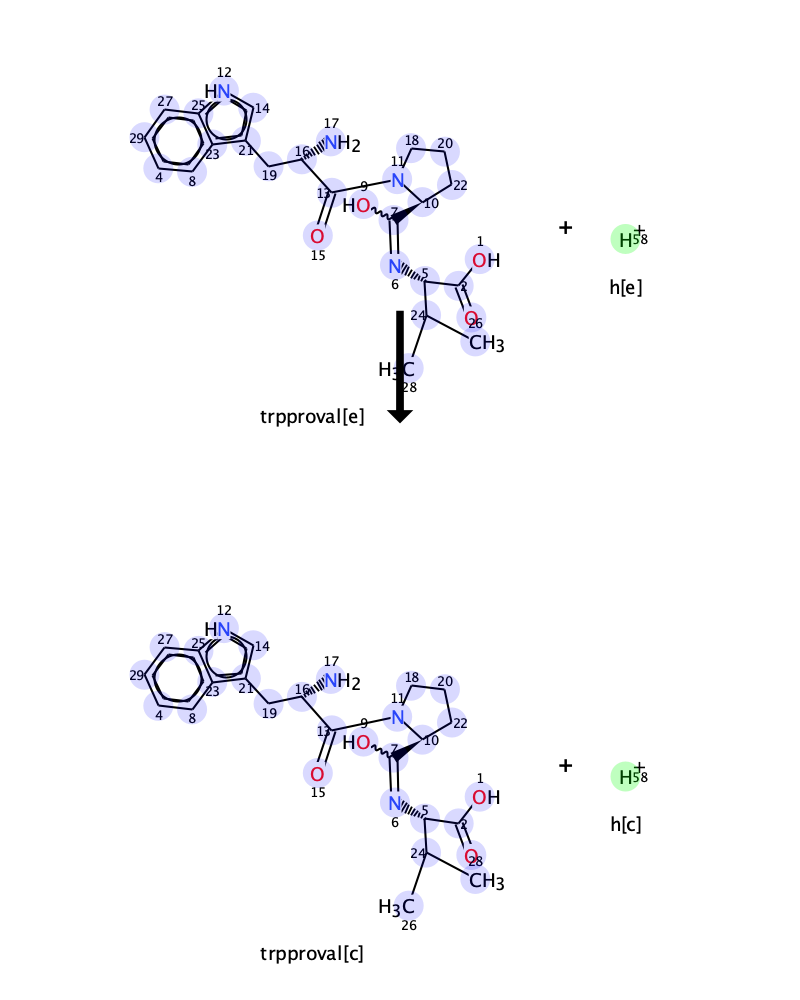 12
HN
27
25
14
17
29
21
16
NH2
23
4
8
19
18
20
11
N
22
13
9
HO
7
10
O
15
N
6
5
1
OH
2
O
26
24
CH3
H3C
28
+
H+
58
h[e]
trpproval[e]
12
HN
27
25
14
17
29
21
16
NH2
23
4
8
19
18
20
11
N
22
13
9
HO
7
10
O
15
N
6
5
1
OH
2
O
28
24
CH3
H3C
26
+
H+
58
h[c]
trpproval[c]